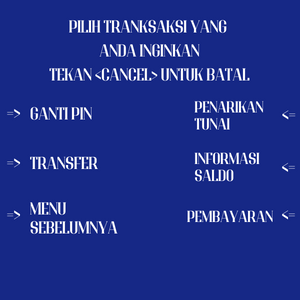 PILIH TRANKSAKSI YANG
ANDA INGINKAN
TEKAN <CANCEL> UNTUK BATAL
=> GANTI PIN
PENARIKAN
TUNAI <=
=> TRANSFER
INFORMASI
SALDO <=
=> MENU
SEBELUMNYA
PEMBAYARAN <=